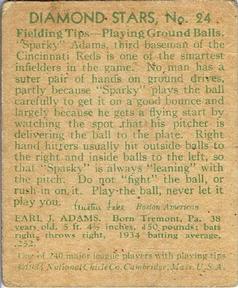 DIAMOND STARS, No. 24
Fielding Tips—Playing Ground Balls.
"Sparky" Adams, third baseman of the
Cincinnati Reds is one of the smartest
infielders in the game. No man has a
surer pair of hands on ground drives,
partly because "Sparky" plays the ball
carefully to get it on a good bounce and
largely because he gets a flying start by
watching the spot that his pitcher is
delivering the ball to the plate. Right
hand hitters usually hit outside balls to
the right and inside balls to the left, so
that "Sparky" is always "leaning" with
the pitch. Do not "fight" the ball, or
rush in on it. Play the ball, never let it
play you.
Austin Lake Boston American
EARL J. ADAMS. Born Tremont, Pa. 38
years old, 5 ft. 4½ inches, 150 pounds; bats
right, throws right. 1934 batting average,
.252.
One of 240 major league players with playing tips
National Chicle Co. Cambridge, Mass. U.S.A.